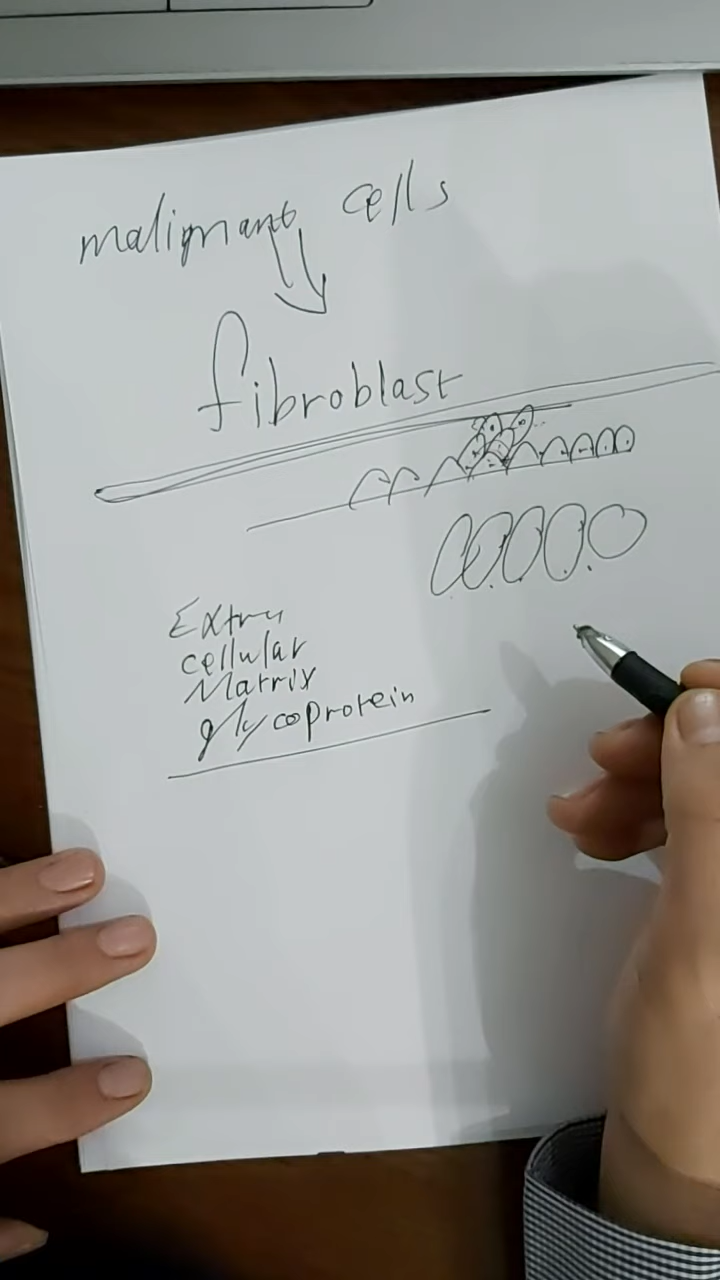 malignant cells
fibroblast
Extra
cellular
Matrix
glycoprotein